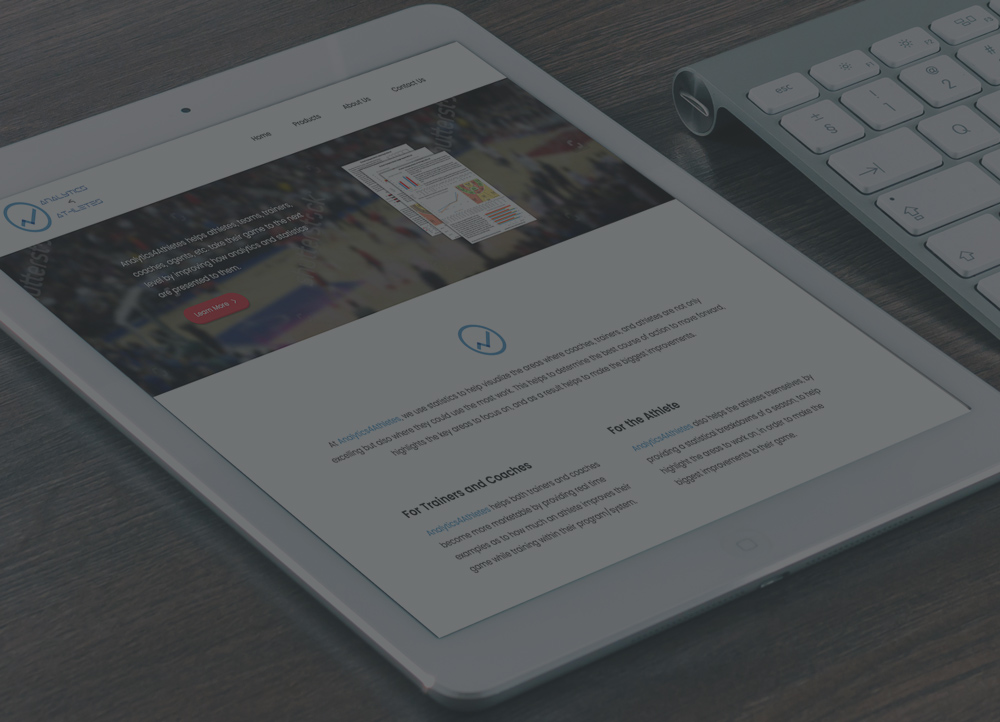 Home Products About Us Contact Us
ANALYTICS
4
ATHLETES
Analytics4Athletes helps athletes, teams, trainers,
coaches, agents, etc. take their game to the next
level by improving how analytics and statistics
are presented to them.
Learn More
At Analytics4Athletes, we use statistics to help visualize the areas where coaches, trainers, and athletes are not only
excelling but also where they could use the most work. This helps to determine the best course of action to move forward,
highlights the key areas to focus on, and as a result helps to make the biggest improvements.
For Trainers and Coaches
Analytics4Athletes helps both trainers and coaches
become more marketable by providing real time
examples as to how much an athlete improves their
game while training within their program/system.
For the Athlete
Analytics4Athletes also helps the athletes themselves, by
providing a statistical breakdowns of a season to help
highlight the areas to work on, in order to make the
biggest improvements to their game.
esc F1 F2 F3
± § ! 1 @ 2 #
Q